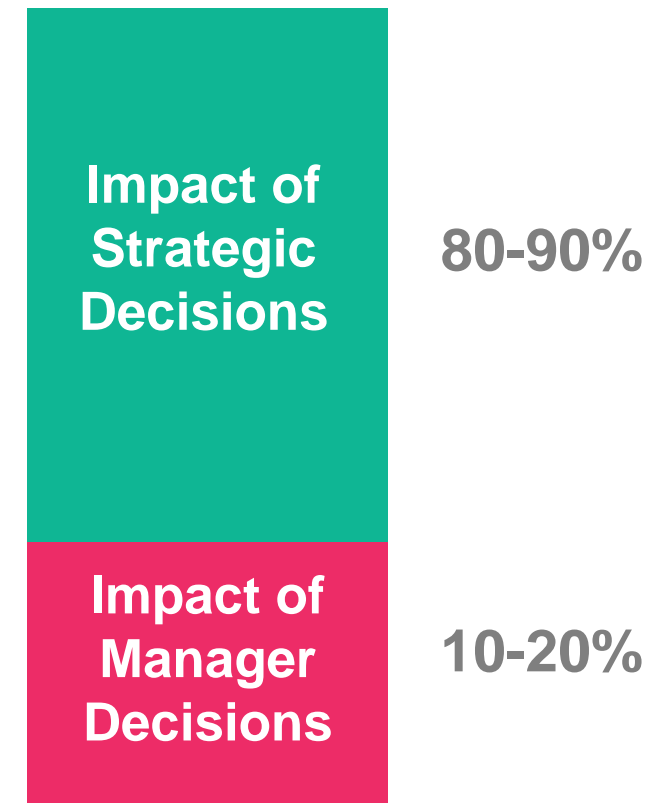 Impact of
Strategic
Decisions
80-90%
Impact of
Manager
Decisions
10-20%